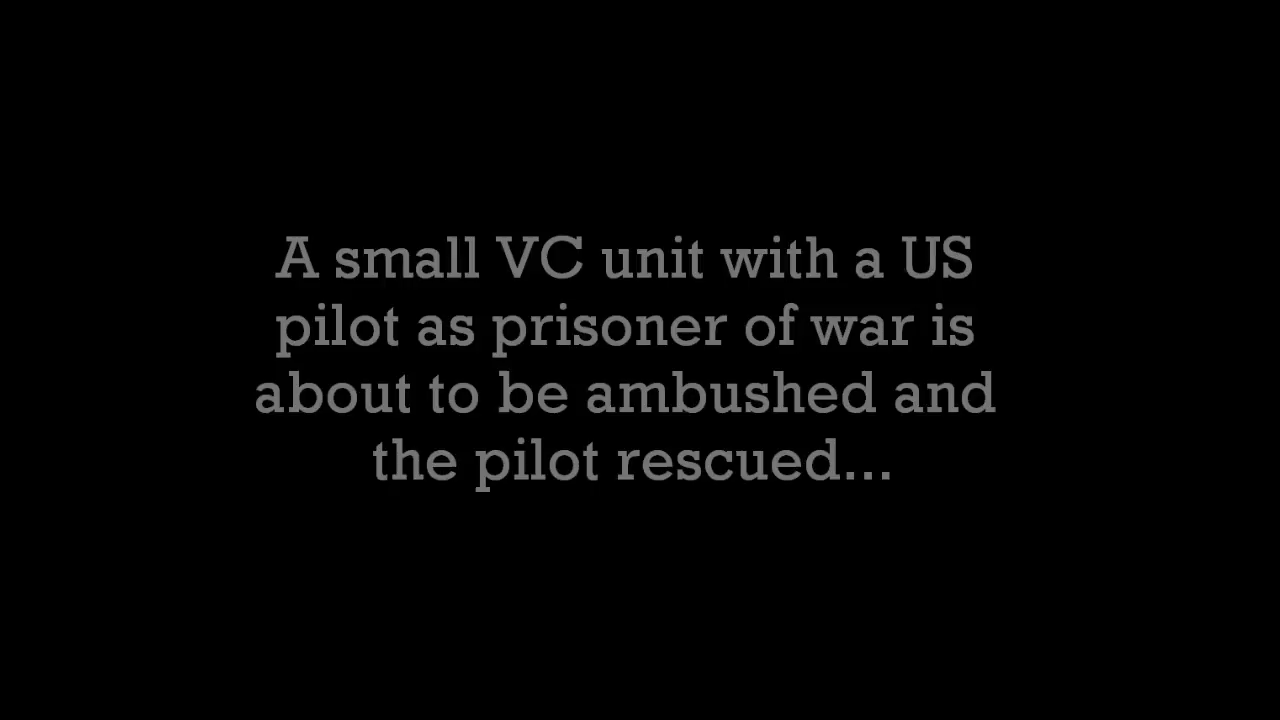 A small VC unit with a US
pilot as prisoner of war is
about to be ambushed and
the pilot rescued...